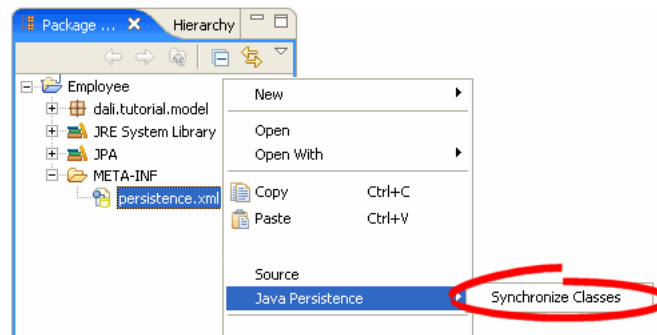 Package ... Hierarchy
Employee
dali.tutorial.model
JRE System Library
JPA
META-INF
persistence.xml
New
Open
Open With
Copy Ctrl+C
Paste Ctrl+V
Source
Java Persistence
Synchronize Classes